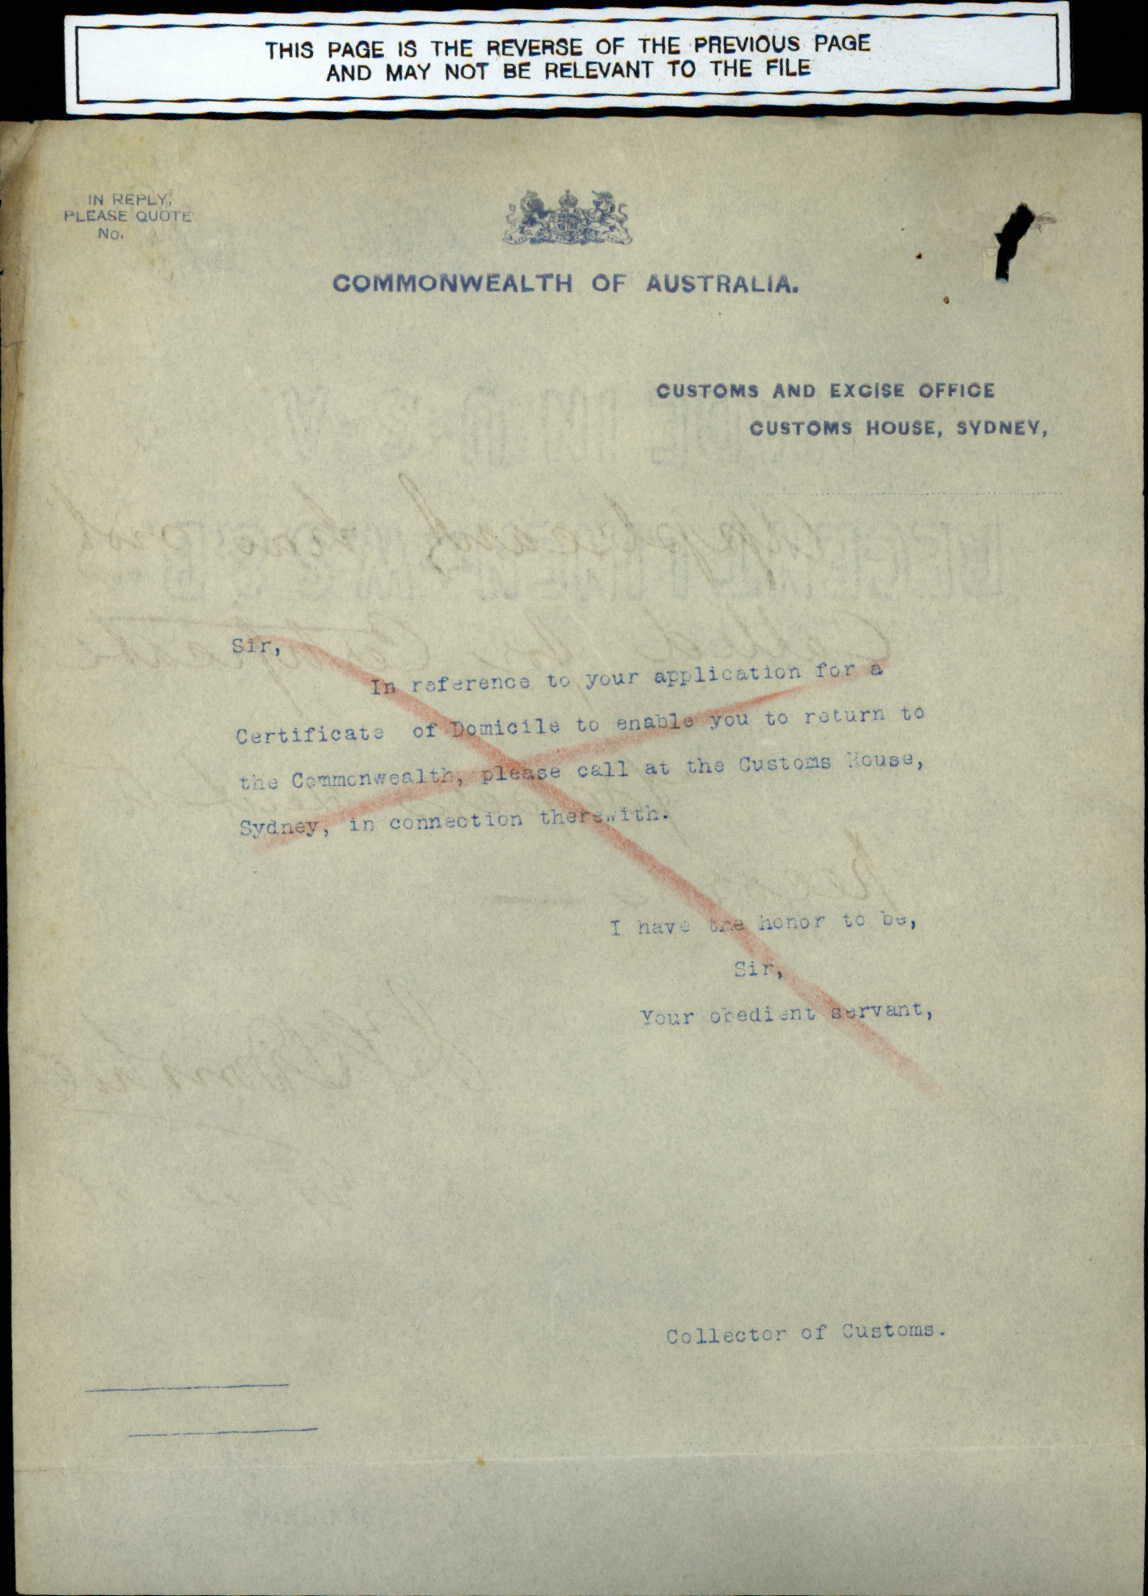 THIS PAGE IS THE REVERSE OF THE PREVIOUS PAGE
AND MAY NOT BE RELEVANT TO THE FILE
IN REPLY,
PLEASE QUOTE
No.
COMMONWEALTH OF AUSTRALIA.
CUSTOMS AND EXCISE OFFICE
CUSTOMS HOUSE, SYDNEY,
Sir,
In reference to your application for a
Certificate of Domicile to enable you to return to
the Commonwealth, please call at the Customs House,
Sydney, in connection therewith.
I have the honor to be,
Sir,
Your obedient servant,
Collector of Customs.